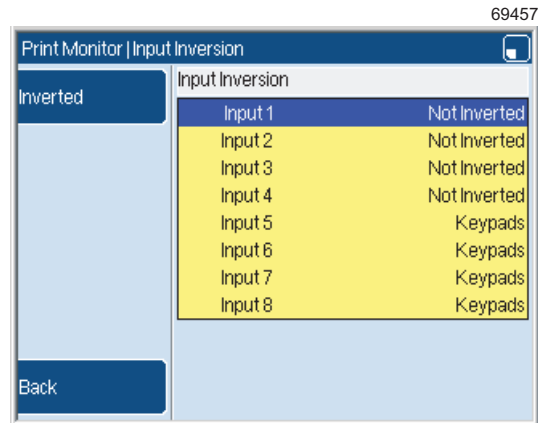 69457
Print Monitor | Input Inversion
Inverted
Input Inversion
Input 1 Not Inverted
Input 2 Not Inverted
Input 3 Not Inverted
Input 4 Not Inverted
Input 5 Keypads
Input 6 Keypads
Input 7 Keypads
Input 8 Keypads
Back